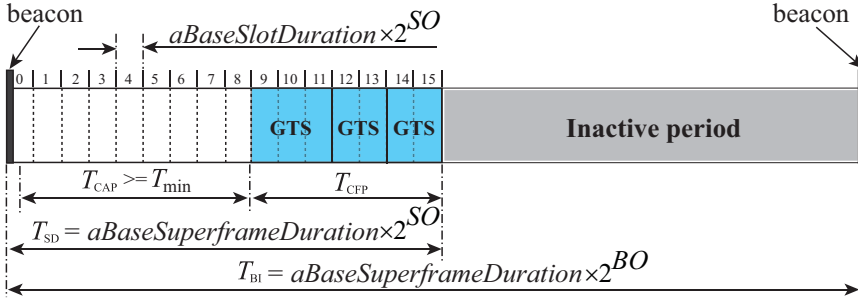 beacon beacon
aBaseSlotDuration×2^SO
0 1 2 3 4 5 6 7 8 9 10 11 12 13 14 15
GTS GTS GTS Inactive period
T_CAP >= T_min T_CFP
T_SD = aBaseSuperframeDuration×2^SO
T_BI = aBaseSuperframeDuration×2^BO